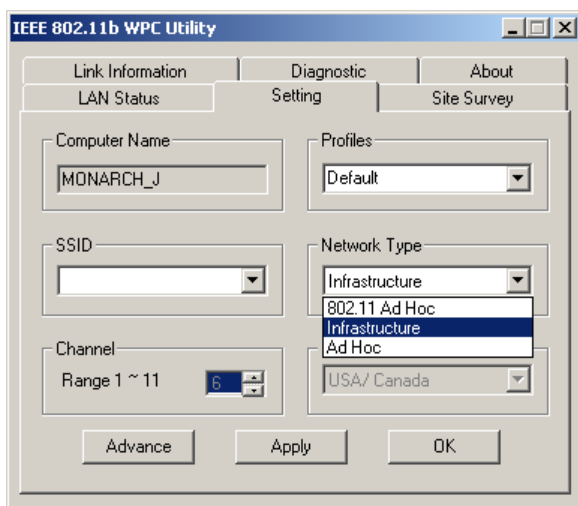 IEEE 802.11b WPC Utility
Link Information
Diagnostic
About
LAN Status
Setting
Site Survey
Computer Name
MONARCH_J
Profiles
Default
SSID
Network Type
Infrastructure
802.11 Ad Hoc
Infrastructure
Ad Hoc
Channel
Range 1 ~ 11
6
USA/ Canada
Advance
Apply
OK